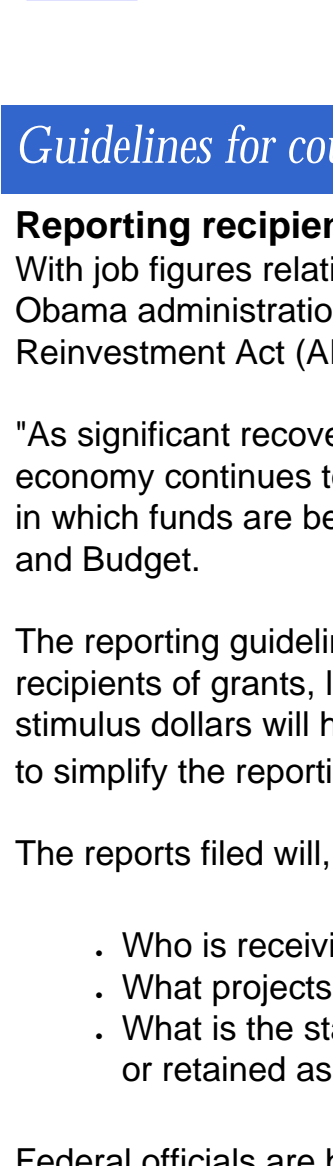 Guidelines for cou
Reporting recipien
With job figures relati
Obama administratio
Reinvestment Act (A
"As significant recove
economy continues t
in which funds are be
and Budget.
The reporting guideli
recipients of grants, l
stimulus dollars will h
to simplify the reporti
The reports filed will,
. Who is receivi
. What projects
. What is the sta
or retained as
Federal officials are h